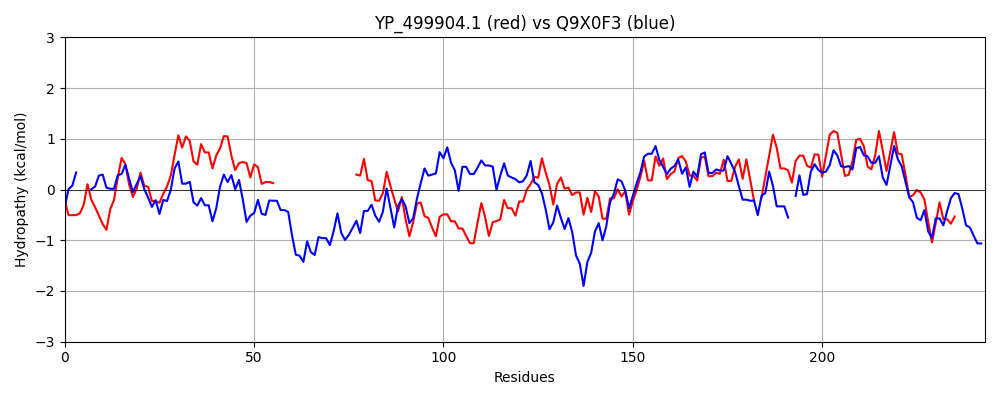 YP_499904.1 (red) vs Q9X0F3 (blue)
Hydropathy (kcal/mol)
3
2
1
0
−1
−2
−3
0 50 100 150 200
Residues